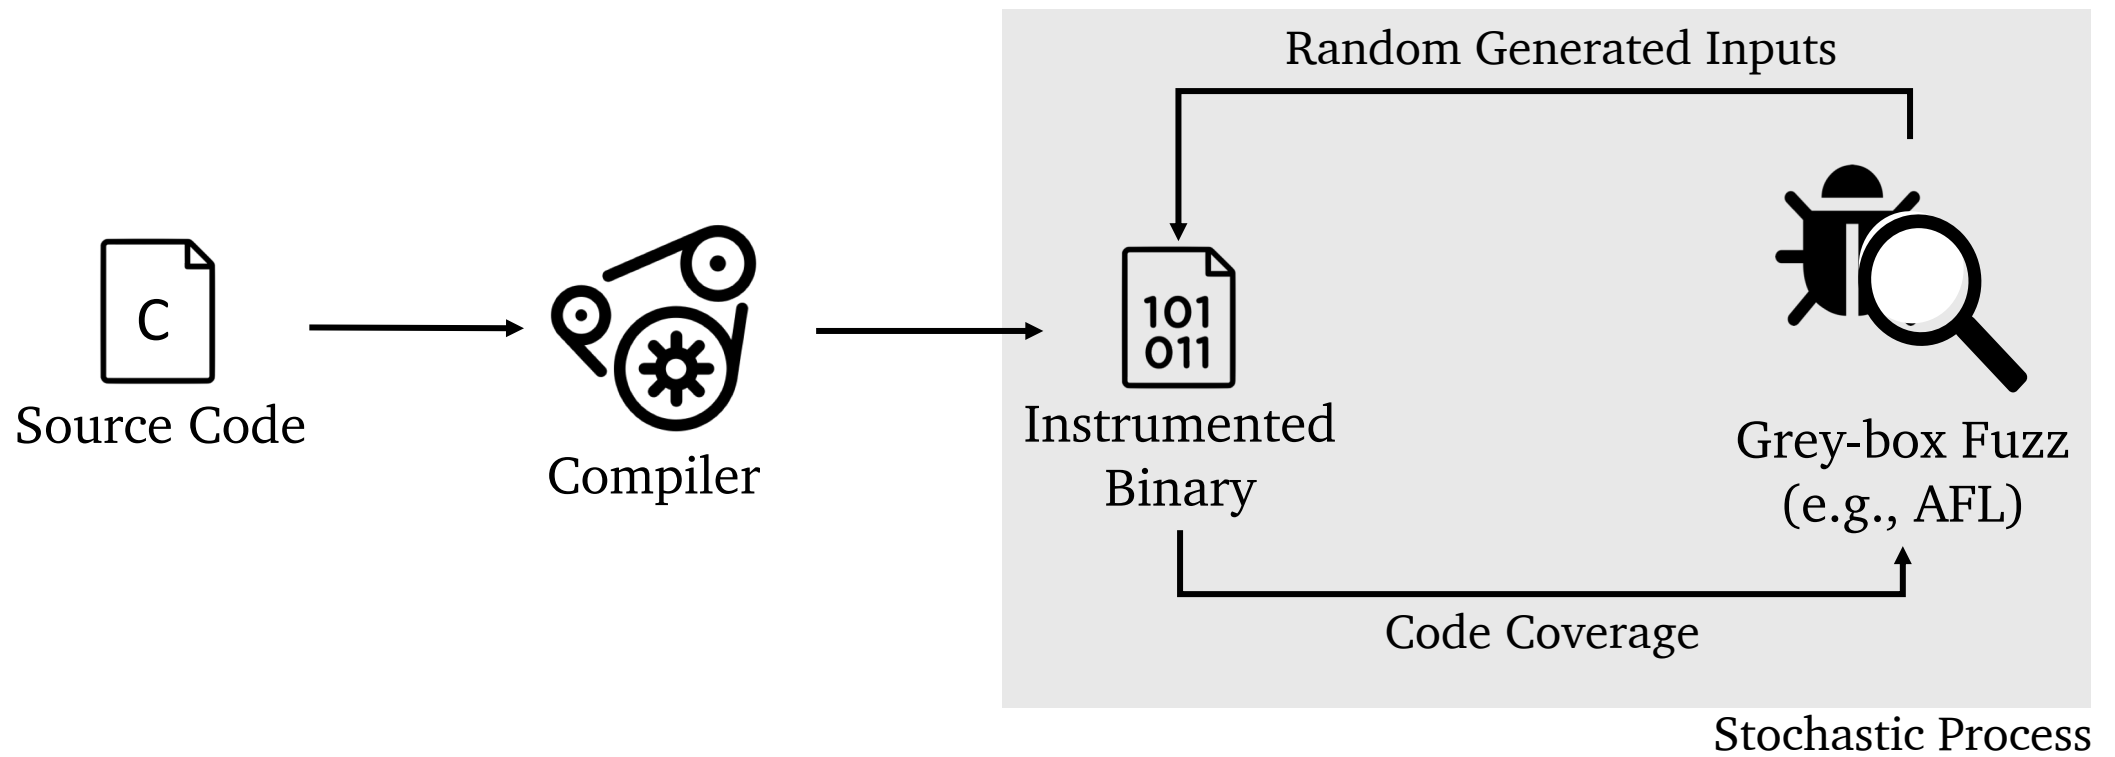 Random Generated Inputs
C
Source Code
Compiler
101
011
Instrumented
Binary
Grey-box Fuzz
(e.g., AFL)
Code Coverage
Stochastic Process